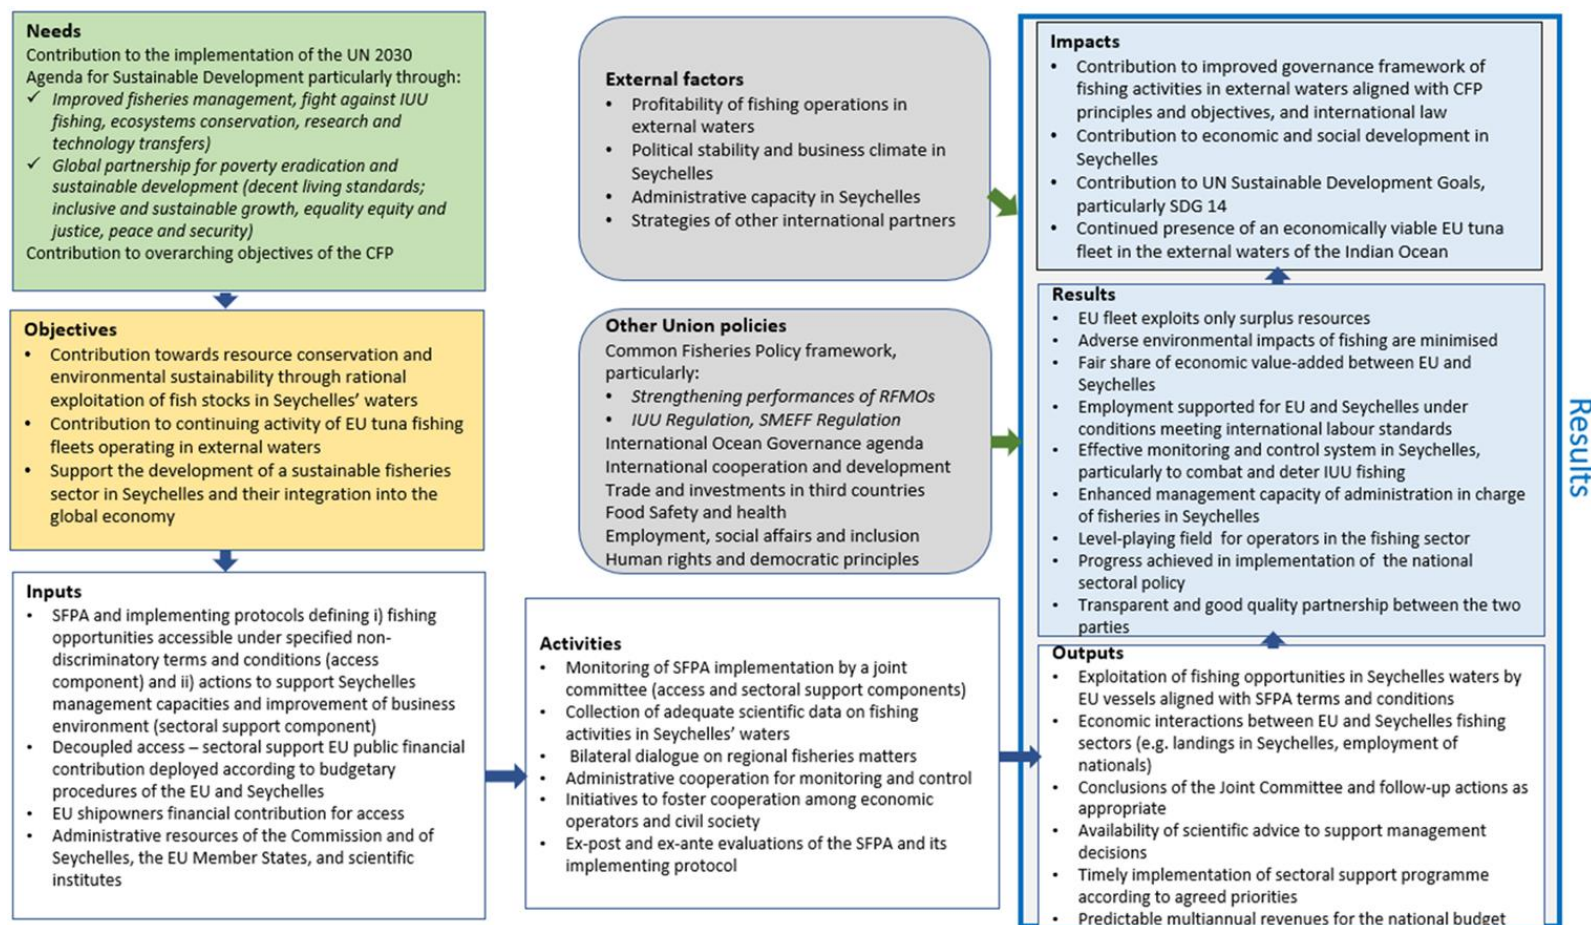 Needs
Contribution to the implementation of the UN 2030
Agenda for Sustainable Development particularly through:
✓ Improved fisheries management, fight against IUU
fishing, ecosystems conservation, research and
technology transfers)
✓ Global partnership for poverty eradication and
sustainable development (decent living standards;
inclusive and sustainable growth, equality equity and
justice, peace and security)
Contribution to overarching objectives of the CFP
Objectives
• Contribution towards resource conservation and
environmental sustainability through rational
exploitation of fish stocks in Seychelles’ waters
• Contribution to continuing activity of EU tuna fishing
fleets operating in external waters
• Support the development of a sustainable fisheries
sector in Seychelles and their integration into the
global economy
Inputs
• SFPA and implementing protocols defining i) fishing
opportunities accessible under specified non-
discriminatory terms and conditions (access
component) and ii) actions to support Seychelles
management capacities and improvement of business
environment (sectoral support component)
• Decoupled access – sectoral support EU public financial
contribution deployed according to budgetary
procedures of the EU and Seychelles
• EU shipowners financial contribution for access
• Administrative resources of the Commission and of
Seychelles, the EU Member States, and scientific
institutes
External factors
• Profitability of fishing operations in
external waters
• Political stability and business climate in
Seychelles
• Administrative capacity in Seychelles
• Strategies of other international partners
Other Union policies
Common Fisheries Policy framework,
particularly:
• Strengthening performances of RFMOs
• IUU Regulation, SMEFF Regulation
International Ocean Governance agenda
International cooperation and development
Trade and investments in third countries
Food Safety and health
Employment, social affairs and inclusion
Human rights and democratic principles
Activities
• Monitoring of SFPA implementation by a joint
committee (access and sectoral support components)
• Collection of adequate scientific data on fishing
activities in Seychelles’ waters
• Bilateral dialogue on regional fisheries matters
• Administrative cooperation for monitoring and control
• Initiatives to foster cooperation among economic
operators and civil society
• Ex-post and ex-ante evaluations of the SFPA and its
implementing protocol
Impacts
• Contribution to improved governance framework of
fishing activities in external waters aligned with CFP
principles and objectives, and international law
• Contribution to economic and social development in
Seychelles
• Contribution to UN Sustainable Development Goals,
particularly SDG 14
• Continued presence of an economically viable EU tuna
fleet in the external waters of the Indian Ocean
Results
• EU fleet exploits only surplus resources
• Adverse environmental impacts of fishing are minimised
• Fair share of economic value-added between EU and
Seychelles
• Employment supported for EU and Seychelles under
conditions meeting international labour standards
• Effective monitoring and control system in Seychelles,
particularly to combat and deter IUU fishing
• Enhanced management capacity of administration in charge
of fisheries in Seychelles
• Level-playing field for operators in the fishing sector
• Progress achieved in implementation of the national
sectoral policy
• Transparent and good quality partnership between the two
parties
Outputs
• Exploitation of fishing opportunities in Seychelles waters by
EU vessels aligned with SFPA terms and conditions
• Economic interactions between EU and Seychelles fishing
sectors (e.g. landings in Seychelles, employment of
nationals)
• Conclusions of the Joint Committee and follow-up actions as
appropriate
• Availability of scientific advice to support management
decisions
• Timely implementation of sectoral support programme
according to agreed priorities
• Predictable multiannual revenues for the national budget
Results